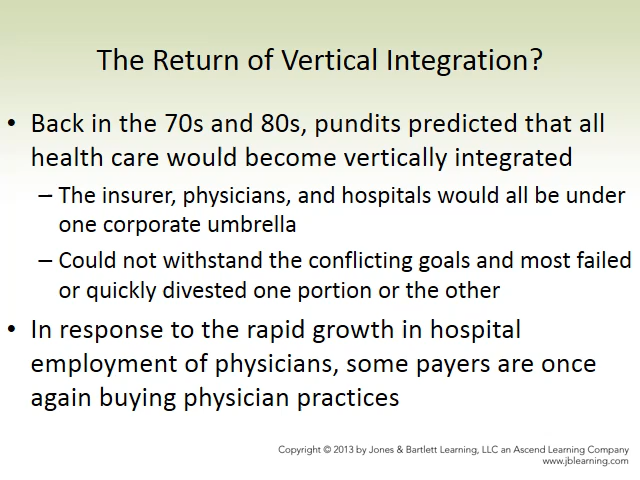 The Return of Vertical Integration?
• Back in the 70s and 80s, pundits predicted that all
health care would become vertically integrated
– The insurer, physicians, and hospitals would all be under
one corporate umbrella
– Could not withstand the conflicting goals and most failed
or quickly divested one portion or the other
• In response to the rapid growth in hospital
employment of physicians, some payers are once
again buying physician practices
Copyright © 2013 by Jones & Bartlett Learning, LLC an Ascend Learning Company
www.jblearning.com